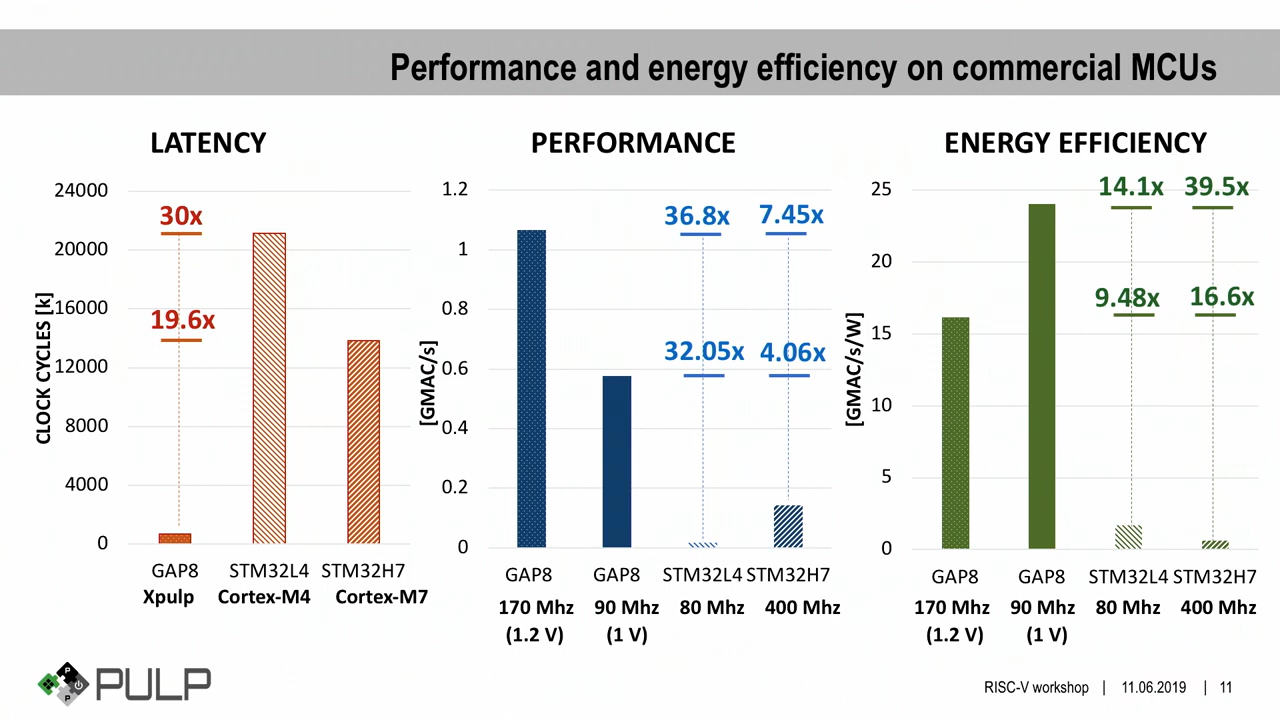 Performance and energy efficiency on commercial MCUs
LATENCY
CLOCK CYCLES [k]
24000
20000
16000
12000
8000
4000
0
30x
19.6x
GAP8 STM32L4 STM32H7
Xpulp Cortex-M4 Cortex-M7
PERFORMANCE
[GMAC/s]
1.2
1
0.8
0.6
0.4
0.2
0
36.8x 7.45x
32.05x 4.06x
GAP8 GAP8 STM32L4 STM32H7
170 Mhz 90 Mhz 80 Mhz 400 Mhz
(1.2 V) (1 V)
ENERGY EFFICIENCY
[GMAC/s/W]
25
20
15
10
5
0
14.1x 39.5x
9.48x 16.6x
GAP8 GAP8 STM32L4 STM32H7
170 Mhz 90 Mhz 80 Mhz 400 Mhz
(1.2 V) (1 V)
P
P
PULP
RISC-V workshop | 11.06.2019 | 11